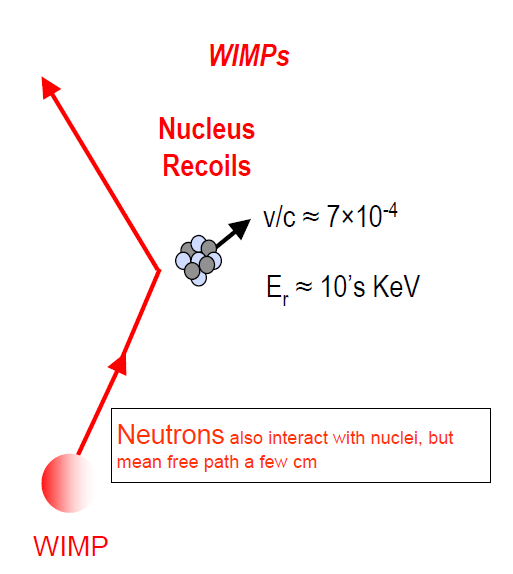 WIMPs
Nucleus
Recoils
v/c ≈ 7×10⁻⁴
Eᵣ ≈ 10's KeV
Neutrons also interact with nuclei, but
mean free path a few cm
WIMP